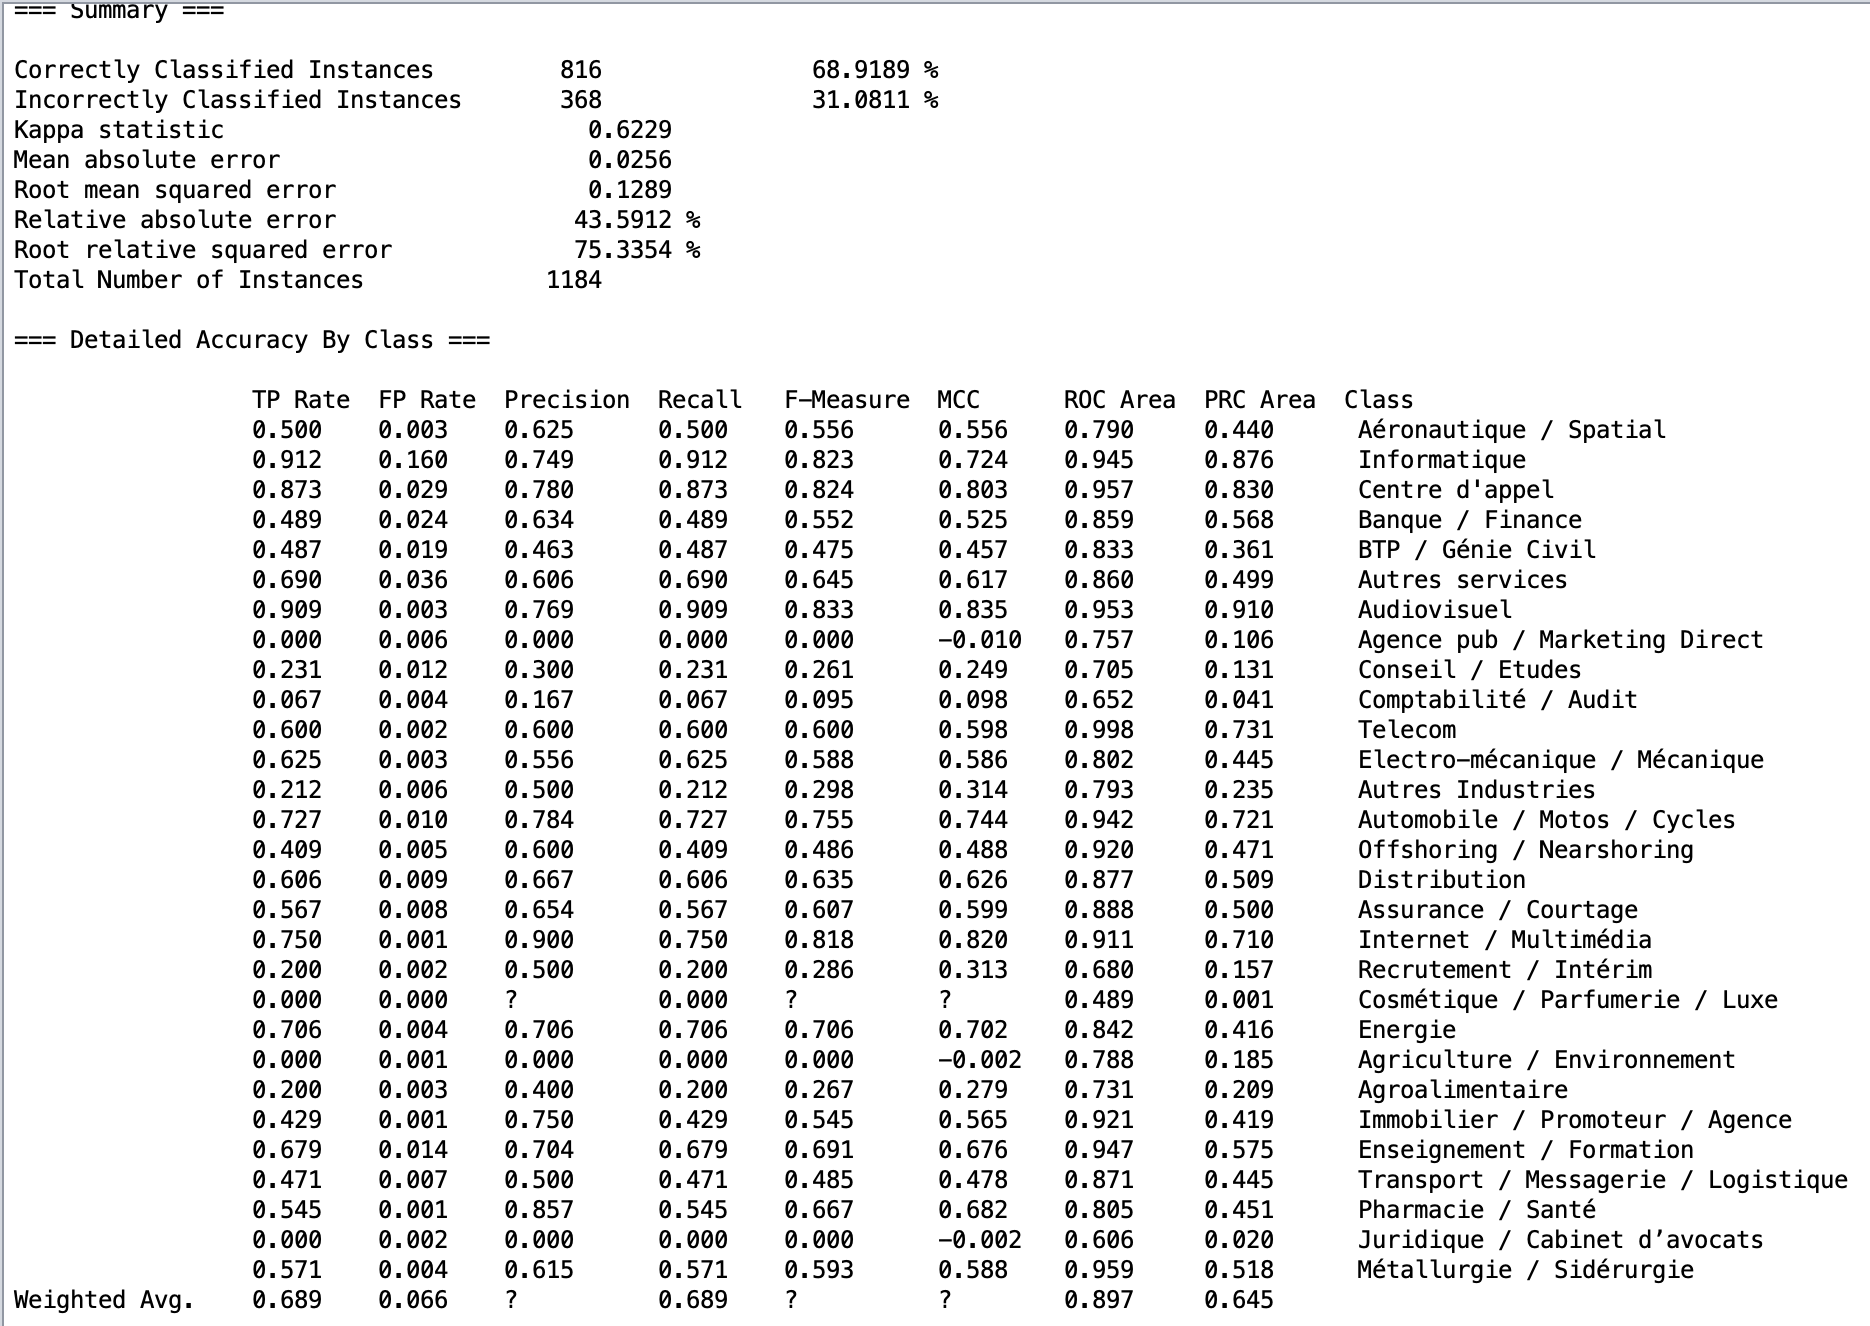 === Summary ===
Correctly Classified Instances 816 68.9189 %
Incorrectly Classified Instances 368 31.0811 %
Kappa statistic 0.6229
Mean absolute error 0.0256
Root mean squared error 0.1289
Relative absolute error 43.5912 %
Root relative squared error 75.3354 %
Total Number of Instances 1184
=== Detailed Accuracy By Class ===
TP Rate FP Rate Precision Recall F-Measure MCC ROC Area PRC Area Class
0.500 0.003 0.625 0.500 0.556 0.556 0.790 0.440 Aéronautique / Spatial
0.912 0.160 0.749 0.912 0.823 0.724 0.945 0.876 Informatique
0.873 0.029 0.780 0.873 0.824 0.803 0.957 0.830 Centre d'appel
0.489 0.024 0.634 0.489 0.552 0.525 0.859 0.568 Banque / Finance
0.487 0.019 0.463 0.487 0.475 0.457 0.833 0.361 BTP / Génie Civil
0.690 0.036 0.606 0.690 0.645 0.617 0.860 0.499 Autres services
0.909 0.003 0.769 0.909 0.833 0.835 0.953 0.910 Audiovisuel
0.000 0.006 0.000 0.000 0.000 -0.010 0.757 0.106 Agence pub / Marketing Direct
0.231 0.012 0.300 0.231 0.261 0.249 0.705 0.131 Conseil / Etudes
0.067 0.004 0.167 0.067 0.095 0.098 0.652 0.041 Comptabilité / Audit
0.600 0.002 0.600 0.600 0.600 0.598 0.998 0.731 Telecom
0.625 0.003 0.556 0.625 0.588 0.586 0.802 0.445 Electro-mécanique / Mécanique
0.212 0.006 0.500 0.212 0.298 0.314 0.793 0.235 Autres Industries
0.727 0.010 0.784 0.727 0.755 0.744 0.942 0.721 Automobile / Motos / Cycles
0.409 0.005 0.600 0.409 0.486 0.488 0.920 0.471 Offshoring / Nearshoring
0.606 0.009 0.667 0.606 0.635 0.626 0.877 0.509 Distribution
0.567 0.008 0.654 0.567 0.607 0.599 0.888 0.500 Assurance / Courtage
0.750 0.001 0.900 0.750 0.818 0.820 0.911 0.710 Internet / Multimédia
0.200 0.002 0.500 0.200 0.286 0.313 0.680 0.157 Recrutement / Intérim
0.000 0.000 ? 0.000 ? ? 0.489 0.001 Cosmétique / Parfumerie / Luxe
0.706 0.004 0.706 0.706 0.706 0.702 0.842 0.416 Energie
0.000 0.001 0.000 0.000 0.000 -0.002 0.788 0.185 Agriculture / Environnement
0.200 0.003 0.400 0.200 0.267 0.279 0.731 0.209 Agroalimentaire
0.429 0.001 0.750 0.429 0.545 0.565 0.921 0.419 Immobilier / Promoteur / Agence
0.679 0.014 0.704 0.679 0.691 0.676 0.947 0.575 Enseignement / Formation
0.471 0.007 0.500 0.471 0.485 0.478 0.871 0.445 Transport / Messagerie / Logistique
0.545 0.001 0.857 0.545 0.667 0.682 0.805 0.451 Pharmacie / Santé
0.000 0.002 0.000 0.000 0.000 -0.002 0.606 0.020 Juridique / Cabinet d’avocats
0.571 0.004 0.615 0.571 0.593 0.588 0.959 0.518 Métallurgie / Sidérurgie
Weighted Avg. 0.689 0.066 ? 0.689 ? ? 0.897 0.645